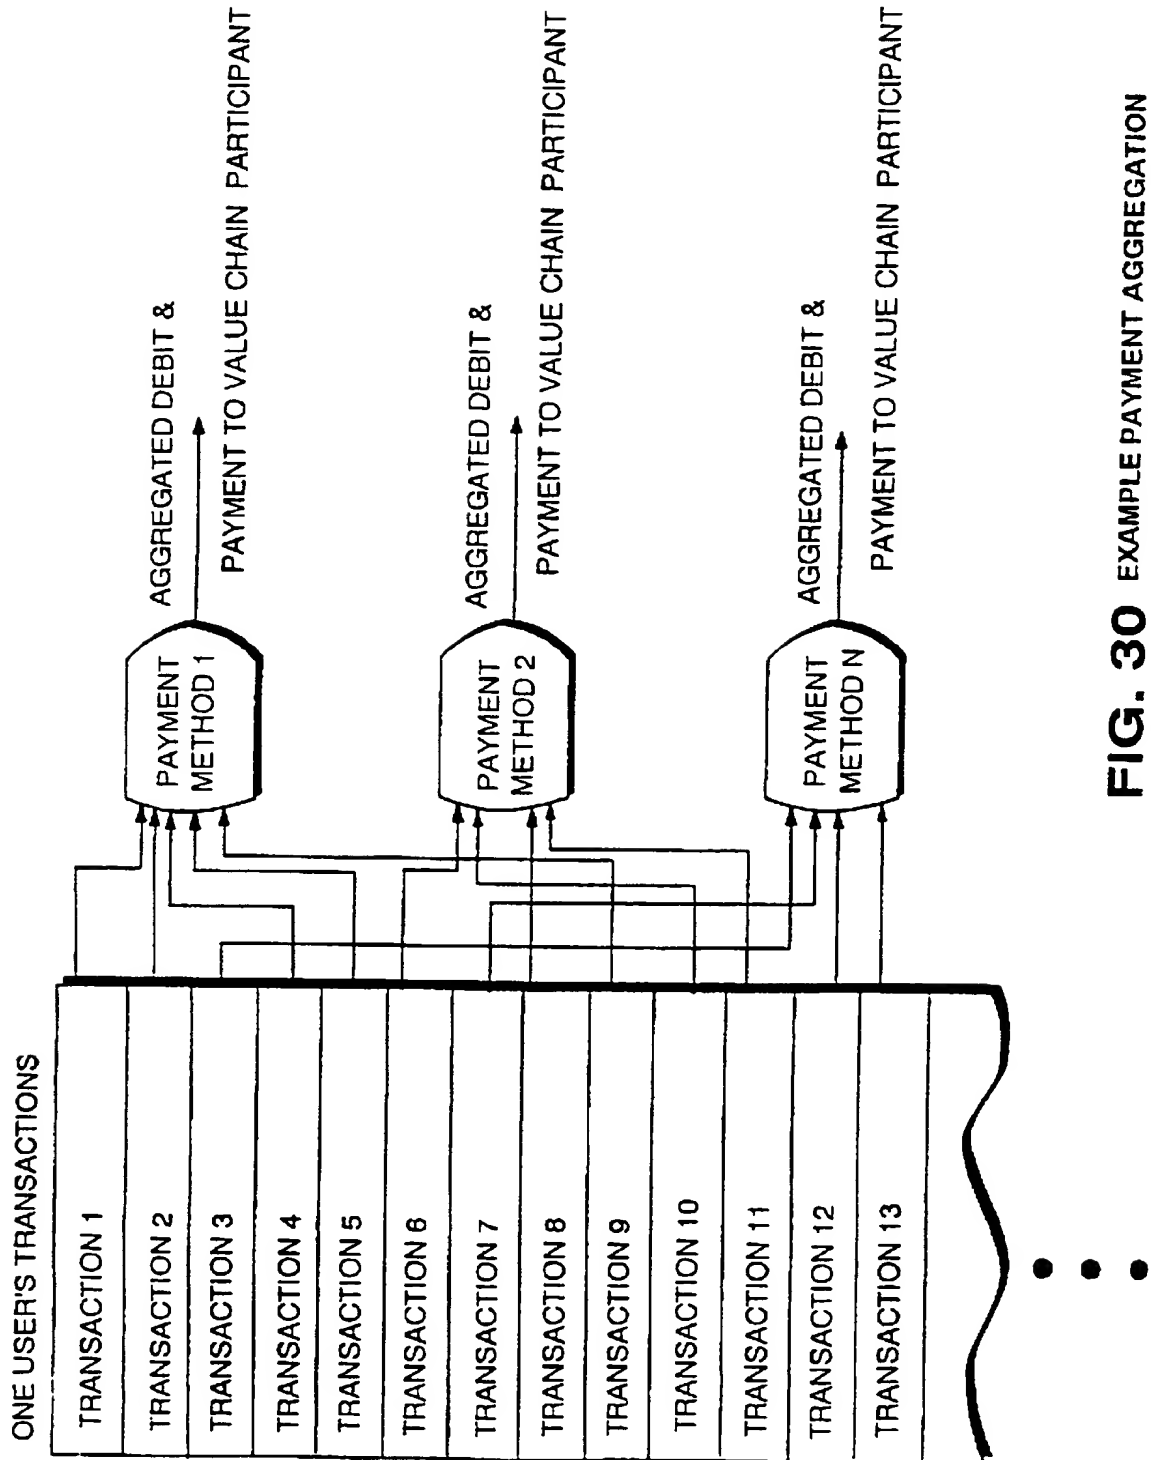 ONE USER'S TRANSACTIONS
TRANSACTION 1
TRANSACTION 2
TRANSACTION 3
TRANSACTION 4
TRANSACTION 5
TRANSACTION 6
TRANSACTION 7
TRANSACTION 8
TRANSACTION 9
TRANSACTION 10
TRANSACTION 11
TRANSACTION 12
TRANSACTION 13
PAYMENT
METHOD 1
AGGREGATED DEBIT &
PAYMENT TO VALUE CHAIN PARTICIPANT
PAYMENT
METHOD 2
AGGREGATED DEBIT &
PAYMENT TO VALUE CHAIN PARTICIPANT
PAYMENT
METHOD N
AGGREGATED DEBIT &
PAYMENT TO VALUE CHAIN PARTICIPANT
FIG. 30 EXAMPLE PAYMENT AGGREGATION